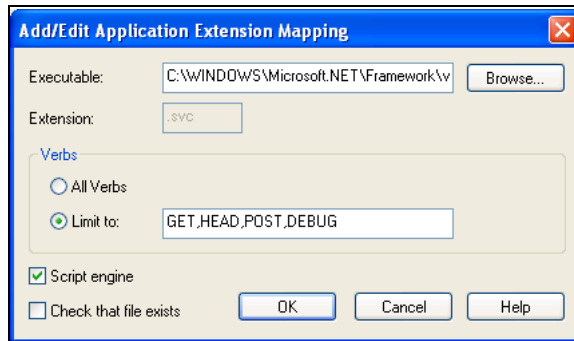 Add/Edit Application Extension Mapping
Executable: C:\WINDOWS\Microsoft.NET\Framework\v Browse...
Extension: .svc
Verbs
All Verbs
Limit to: GET,HEAD,POST,DEBUG
Script engine
Check that file exists OK Cancel Help